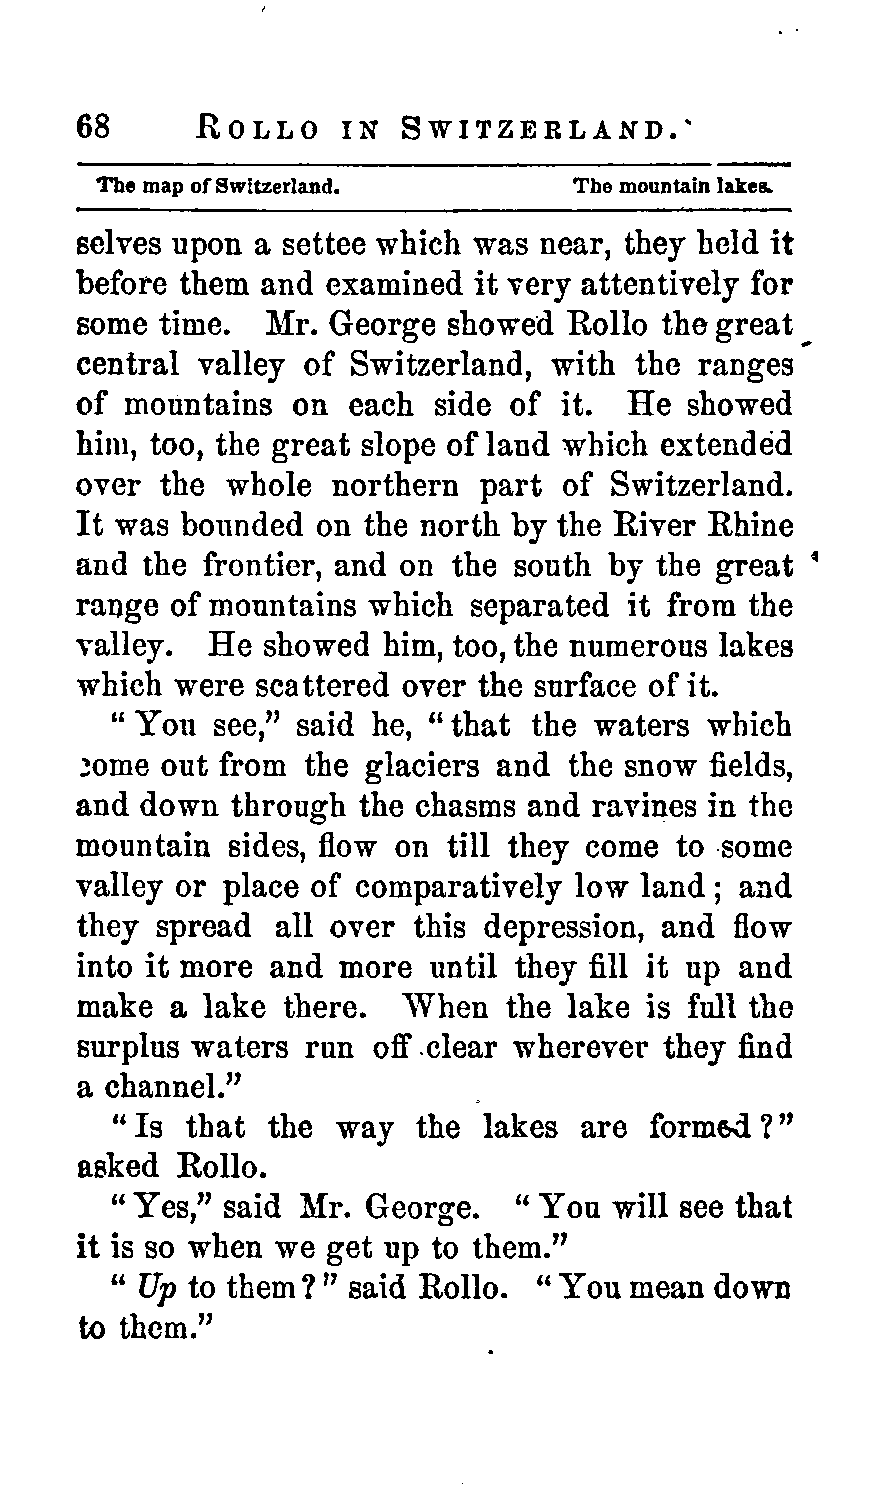 68 ROLLO IN SWITZERLAND.
The map of Switzerland. The mountain lakes.
selves upon a settee which was near, they held it
before them and examined it very attentively for
some time. Mr. George showed Rollo the great
central valley of Switzerland, with the ranges
of mountains on each side of it. He showed
him, too, the great slope of land which extended
over the whole northern part of Switzerland.
It was bounded on the north by the River Rhine
and the frontier, and on the south by the great
range of mountains which separated it from the
valley. He showed him, too, the numerous lakes
which were scattered over the surface of it.
“ You see,” said he, “ that the waters which
come out from the glaciers and the snow fields,
and down through the chasms and ravines in the
mountain sides, flow on till they come to some
valley or place of comparatively low land ; and
they spread all over this depression, and flow
into it more and more until they fill it up and
make a lake there. When the lake is full the
surplus waters run off clear wherever they find
a channel.”
“ Is that the way the lakes are formed ? ”
asked Rollo.
“ Yes,” said Mr. George. “ You will see that
it is so when we get up to them.”
“ Up to them ? ” said Rollo. “ You mean down
to them.”